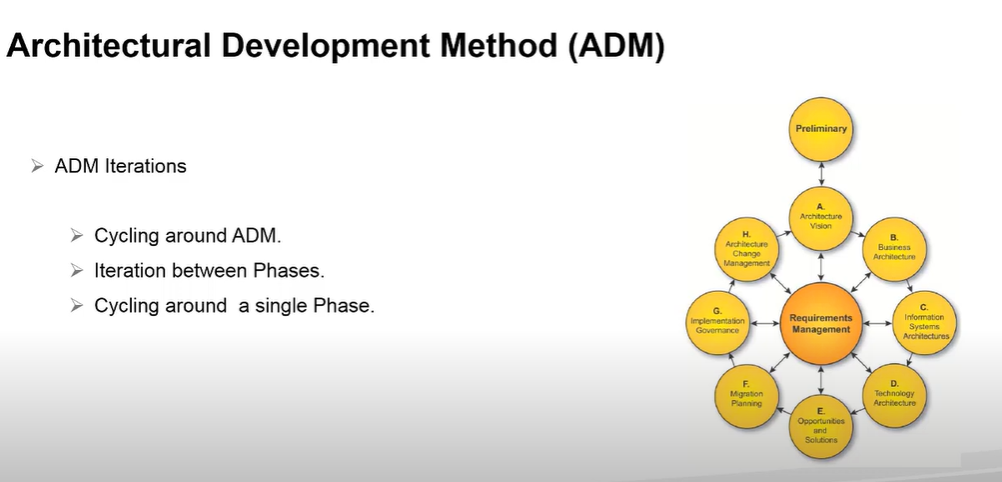 Architectural Development Method (ADM)
ADM Iterations
Cycling around ADM.
Iteration between Phases.
Cycling around a single Phase.
Preliminary
A.
Architecture
Vision
B.
Business
Architecture
C.
Information
Systems
Architectures
D.
Technology
Architecture
E.
Opportunities
and
Solutions
F.
Migration
Planning
G.
Implementation
Governance
H.
Architecture
Change
Management
Requirements
Management